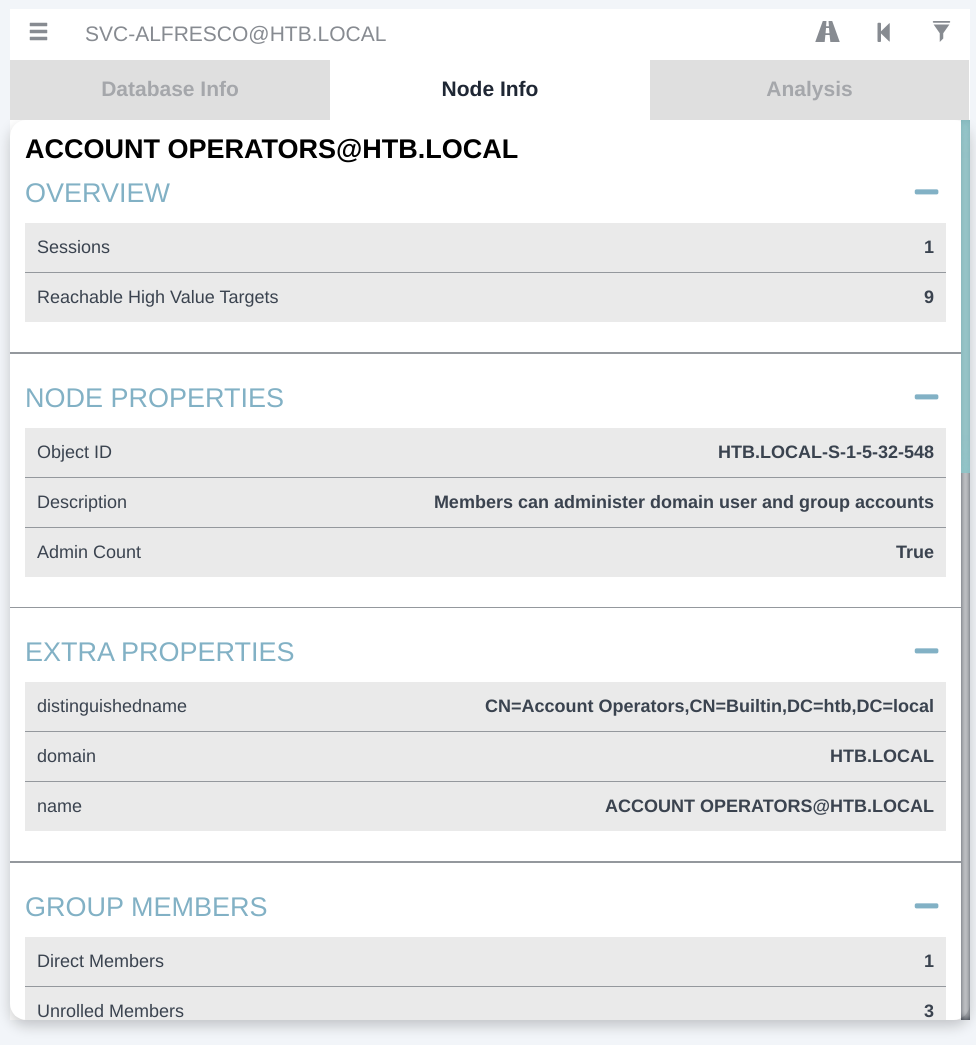 SVC-ALFRESCO@HTB.LOCAL
Database Info Node Info Analysis
ACCOUNT OPERATORS@HTB.LOCAL
OVERVIEW
Sessions 1
Reachable High Value Targets 9
NODE PROPERTIES
Object ID HTB.LOCAL-S-1-5-32-548
Description Members can administer domain user and group accounts
Admin Count True
EXTRA PROPERTIES
distinguishedname CN=Account Operators,CN=Builtin,DC=htb,DC=local
domain HTB.LOCAL
name ACCOUNT OPERATORS@HTB.LOCAL
GROUP MEMBERS
Direct Members 1
Unrolled Members 3